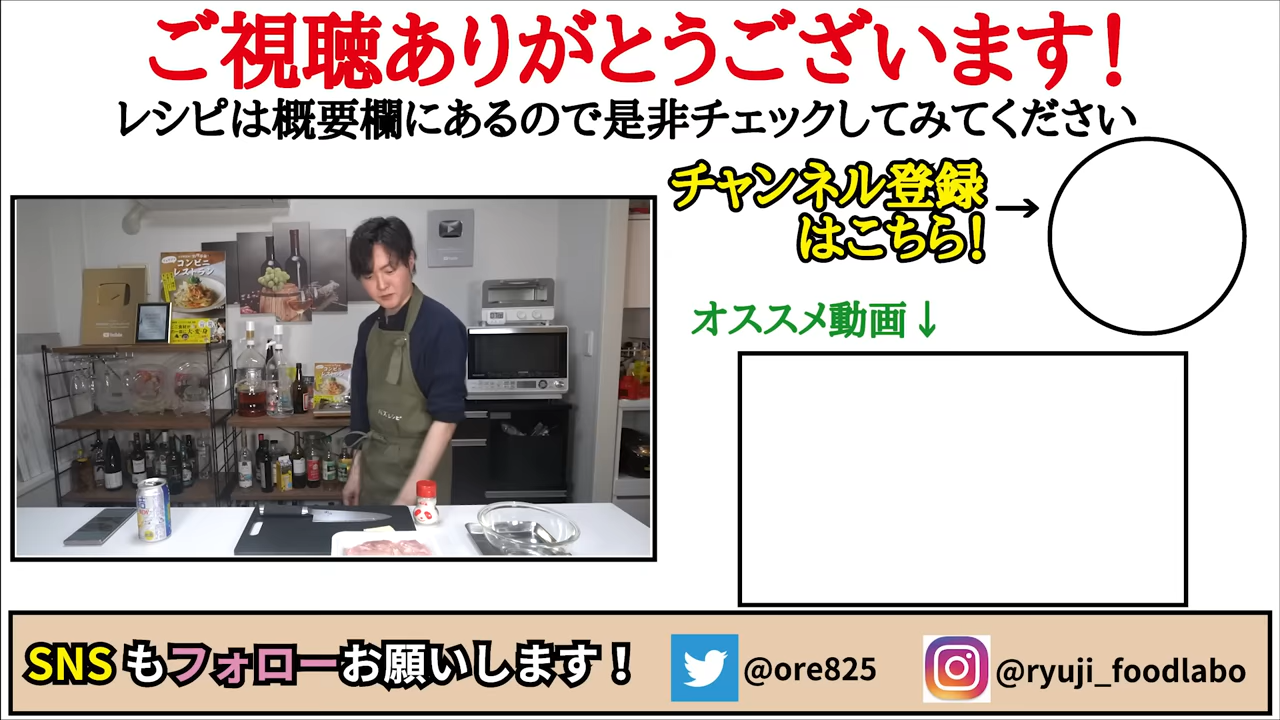 ご視聴ありがとうございます!
レシピは概要欄にあるので是非チェックしてみてください
チャンネル登録
はこちら!
→
オススメ動画↓
コンビニ
レストラン
SNSもフォローお願いします!
@ore825
@ryuji_foodlabo